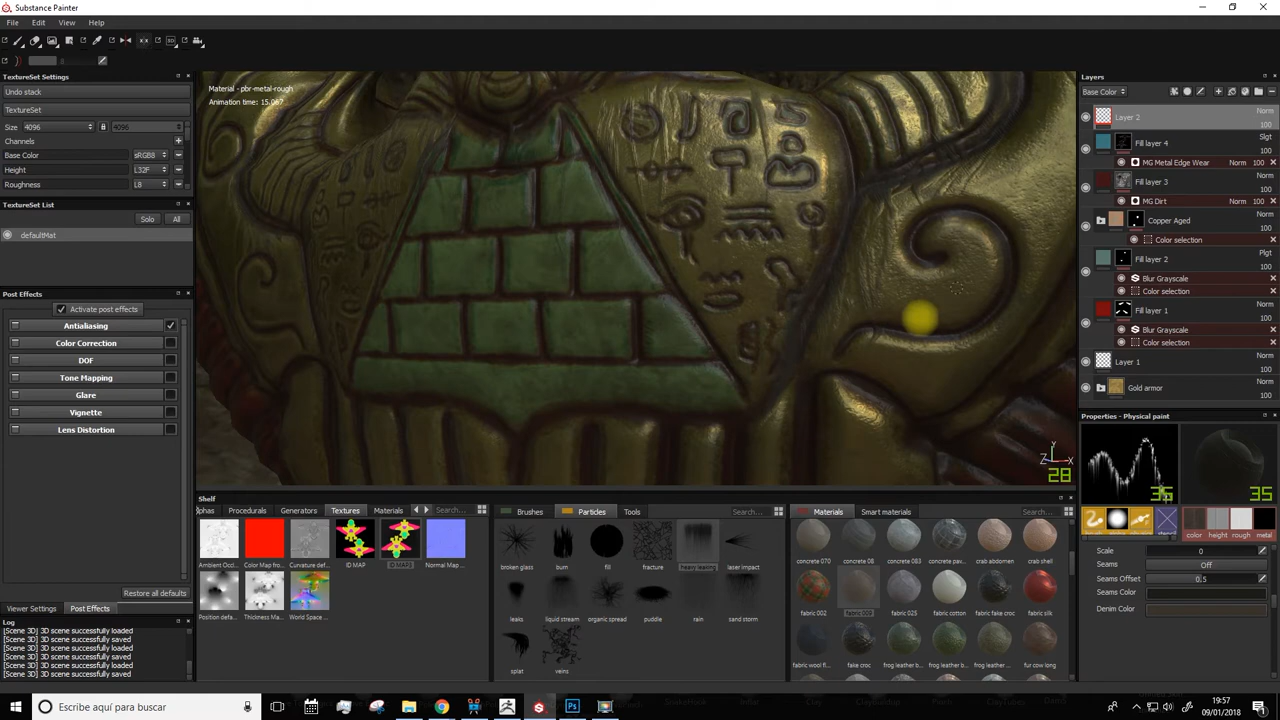 Substance Painter
File Edit View Help
TextureSet Settings
Undo stack
TextureSet
Size 4096 4096
Channels
Base Color sRGB8
Height L32F
Roughness L8
TextureSet List
Solo All
defaultMat
Post Effects
Activate post effects
Antialiasing
Color Correction
DOF
Tone Mapping
Glare
Vignette
Lens Distortion
Restore all defaults
Viewer Settings Post Effects
Log
[Scene 3D] 3D scene successfully loaded
[Scene 3D] 3D scene successfully saved
[Scene 3D] 3D scene successfully loaded
[Scene 3D] 3D scene successfully saved
[Scene 3D] 3D scene successfully loaded
[Scene 3D] 3D scene successfully saved
Material - pbr-metal-rough
Animation time: 15.067
Y
Z X
28
Shelf
Procedurals Generators Textures Materials Search...
Ambient Occl... Color Map fro... Curvature def... ID MAP ID MAP3 Normal Map ...
Position defa... Thickness Ma... World Space ...
Brushes Particles Tools Search...
broken glass burn fill fracture heavy leaking laser impact
leaks liquid stream organic spread puddle rain sand storm
splat veins
Materials Smart materials Search...
concrete 070 concrete 08 concrete 083 concrete pav... crab abdomen crab shell
fabric 002 fabric 009 fabric 025 fabric cotton fabric fake croc fabric silk
fabric wool fl... fake croc frog leather b... frog leather b... frog leather ... fur cow long
Layers
Base Color
Layer 2 Norm 100
Fill layer 4 Slgt 100
MG Metal Edge Wear Norm 100
Fill layer 3 Norm 100
MG Dirt Norm 100
Copper Aged Norm 100
Color selection
Fill layer 2 Plgt 100
Blur Grayscale
Color selection
Fill layer 1 Norm 100
Blur Grayscale
Color selection
Layer 1 Norm 100
Gold armor Norm 100
Properties - Physical paint
35
color height rough metal
Scale 0
Seams Off
Seams Offset 0.5
Seams Color
Denim Color
Escribe aquí para buscar
19:57